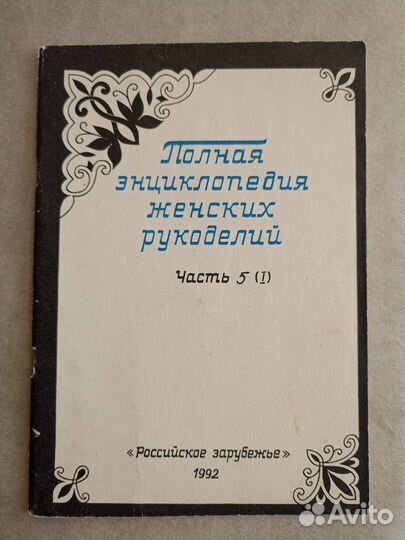 Полная
энциклопедия
женских
рукоделий
Часть 5 (I)
«Российское зарубежье»
1992
Avito